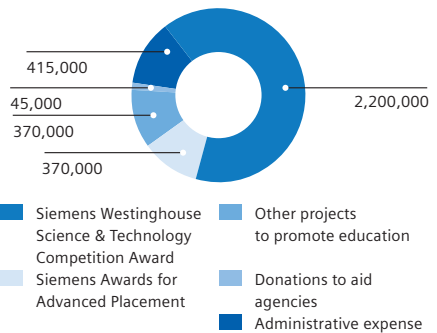 415,000
45,000
2,200,000
370,000
370,000
Siemens Westinghouse
Science & Technology
Competition Award
Siemens Awards for
Advanced Placement
Other projects
to promote education
Donations to aid
agencies
Administrative expense